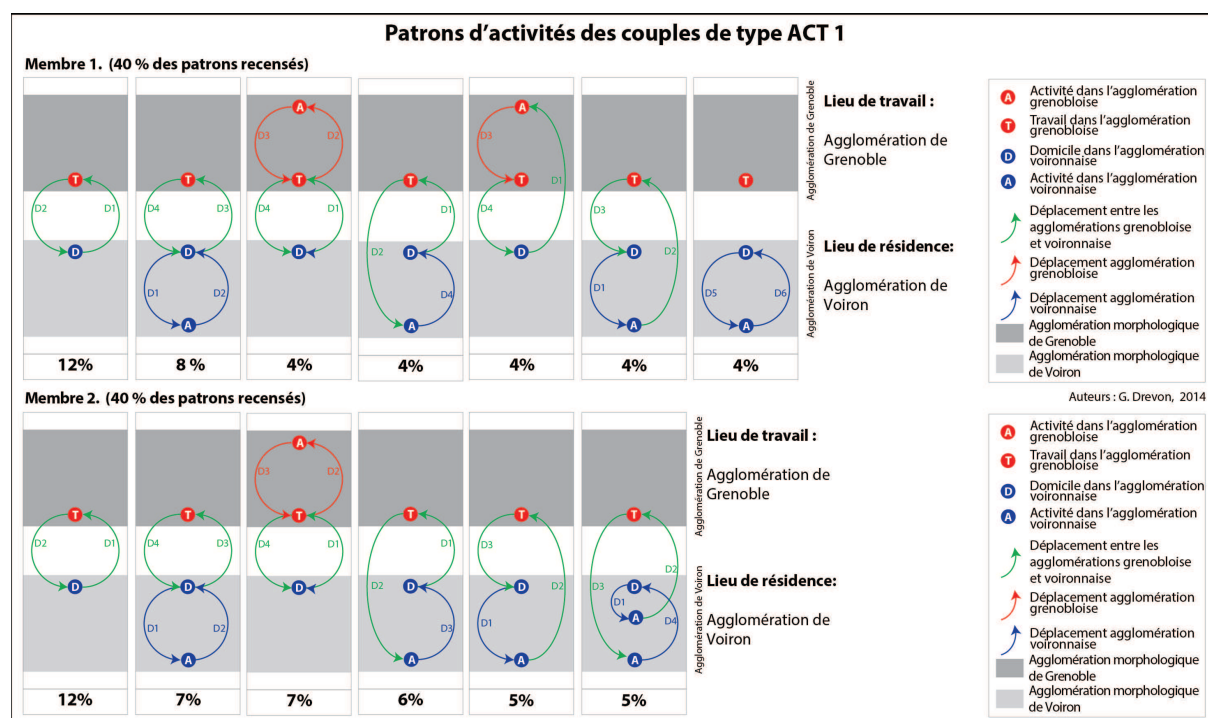 Patrons d’activités des couples de type ACT 1
Membre 1. (40 % des patrons recensés)
T
D2 D1
D
12%
T
D4 D3
D
D1 D2
A
8 %
A
D3 D2
T
D4 D1
D
4%
T
D1
D2
D
D4
A
4%
A
D3
T
D1
D4
D
4%
T
D3
D2
D
D1
A
4%
T
D
D5 D6
A
4%
Agglomération de Grenoble
Agglomération de Voiron
Lieu de travail :
Agglomération de
Grenoble
Lieu de résidence:
Agglomération de
Voiron
A Activité dans l’agglomération
grenobloise
T Travail dans l’agglomération
grenobloise
D Domicile dans l’agglomération
voironnaise
A Activité dans l’agglomération
voironnaise
Déplacement entre les
agglomérations grenobloise
et voironnaise
Déplacement agglomération
grenobloise
Déplacement agglomération
voironnaise
Agglomération morphologique
de Grenoble
Agglomération morphologique
de Voiron
Auteurs : G. Drevon, 2014
Membre 2. (40 % des patrons recensés)
T
D2 D1
D
12%
T
D4 D3
D
D1 D2
A
7%
A
D3 D2
T
D4 D1
D
7%
T
D1
D2
D
D3
A
6%
T
D3
D2
D
D1
A
5%
T
D2
D3
D
D1
A
D4
A
5%
Agglomération de Grenoble
Agglomération de Voiron
Lieu de travail :
Agglomération de
Grenoble
Lieu de résidence:
Agglomération de
Voiron
A Activité dans l’agglomération
grenobloise
T Travail dans l’agglomération
grenobloise
D Domicile dans l’agglomération
voironnaise
A Activité dans l’agglomération
voironnaise
Déplacement entre les
agglomérations grenobloise
et voironnaise
Déplacement agglomération
grenobloise
Déplacement agglomération
voironnaise
Agglomération morphologique
de Grenoble
Agglomération morphologique
de Voiron